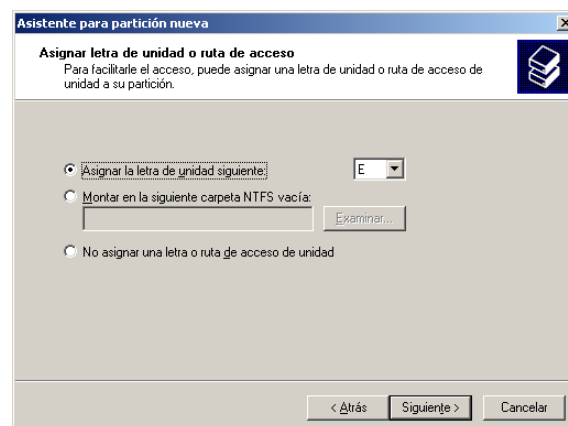 Asistente para partición nueva
Asignar letra de unidad o ruta de acceso
Para facilitarle el acceso, puede asignar una letra de unidad o ruta de acceso de
unidad a su partición.
Asignar la letra de unidad siguiente: E
Montar en la siguiente carpeta NTFS vacía:
Examinar...
No asignar una letra o ruta de acceso de unidad
< Atrás Siguiente > Cancelar